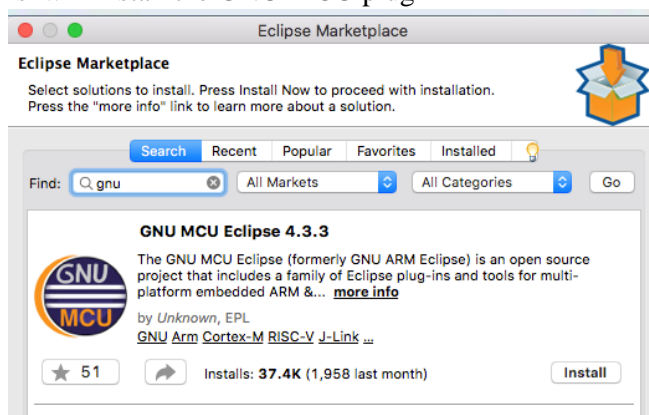 Eclipse Marketplace
Eclipse Marketplace
Select solutions to install. Press Install Now to proceed with installation.
Press the "more info" link to learn more about a solution.
Search Recent Popular Favorites Installed
Find: gnu All Markets All Categories Go
GNU MCU Eclipse 4.3.3
The GNU MCU Eclipse (formerly GNU ARM
Eclipse) is an open source
project that includes a family of Eclipse plug-ins and tools for multi-
platform embedded ARM &... more info
GNU
MCU
by Unknown, EPL
GNU Arm Cortex-M RISC-V J-Link ...
51 Installs: 37.4K (1,958 last month) Install